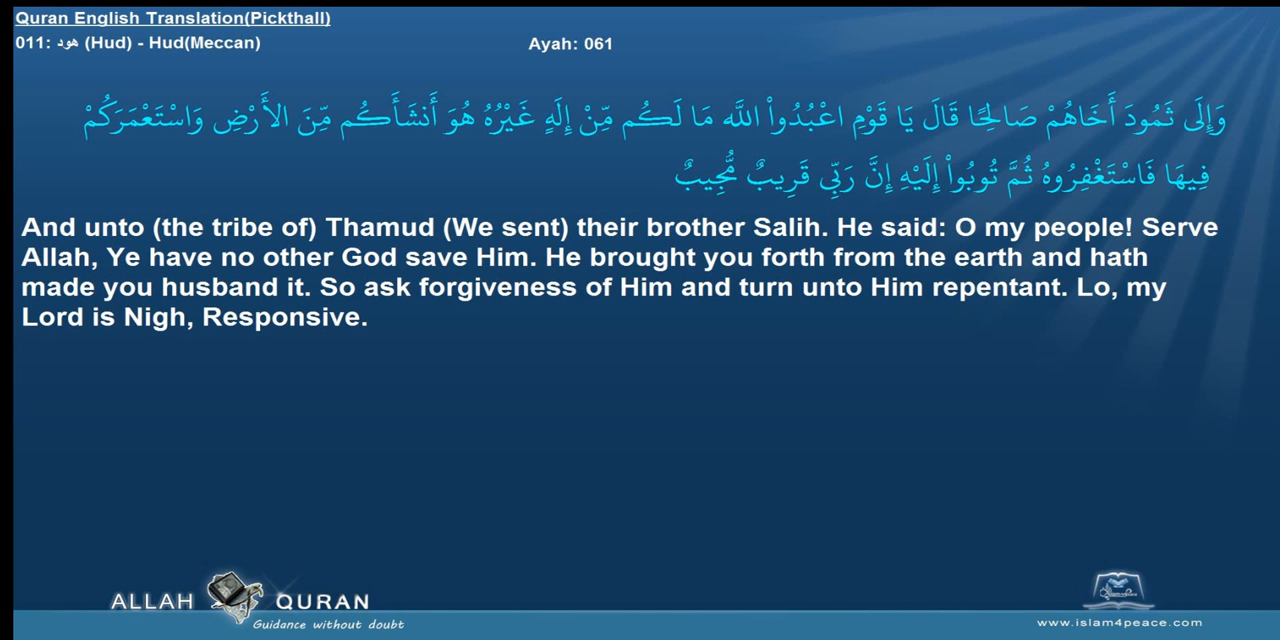 Quran English Translation(Pickthall)
011: هود (Hud) - Hud(Meccan) Ayah: 061
وَإِلَى ثَمُودَ أَخَاهُمْ صَالِحًا قَالَ يَا قَوْمِ اعْبُدُواْ اللَّه مَا لَكُم مِّنْ إِلَهٍ غَيْرُهُ هُوَ أَنشَأَكُم مِّنَ الأَرْضِ وَاسْتَعْمَرَكُمْ
فِيهَا فَاسْتَغْفِرُوهُ ثُمَّ تُوبُواْ إِلَيْهِ إِنَّ رَبِّي قَرِيبٌ مُّجِيبٌ
And unto (the tribe of) Thamud (We sent) their brother Salih. He said: O my people! Serve
Allah, Ye have no other God save Him. He brought you forth from the earth and hath
made you husband it. So ask forgiveness of Him and turn unto Him repentant. Lo, my
Lord is Nigh, Responsive.
ALLAH QURAN
Guidance without doubt
www.islam4peace.com